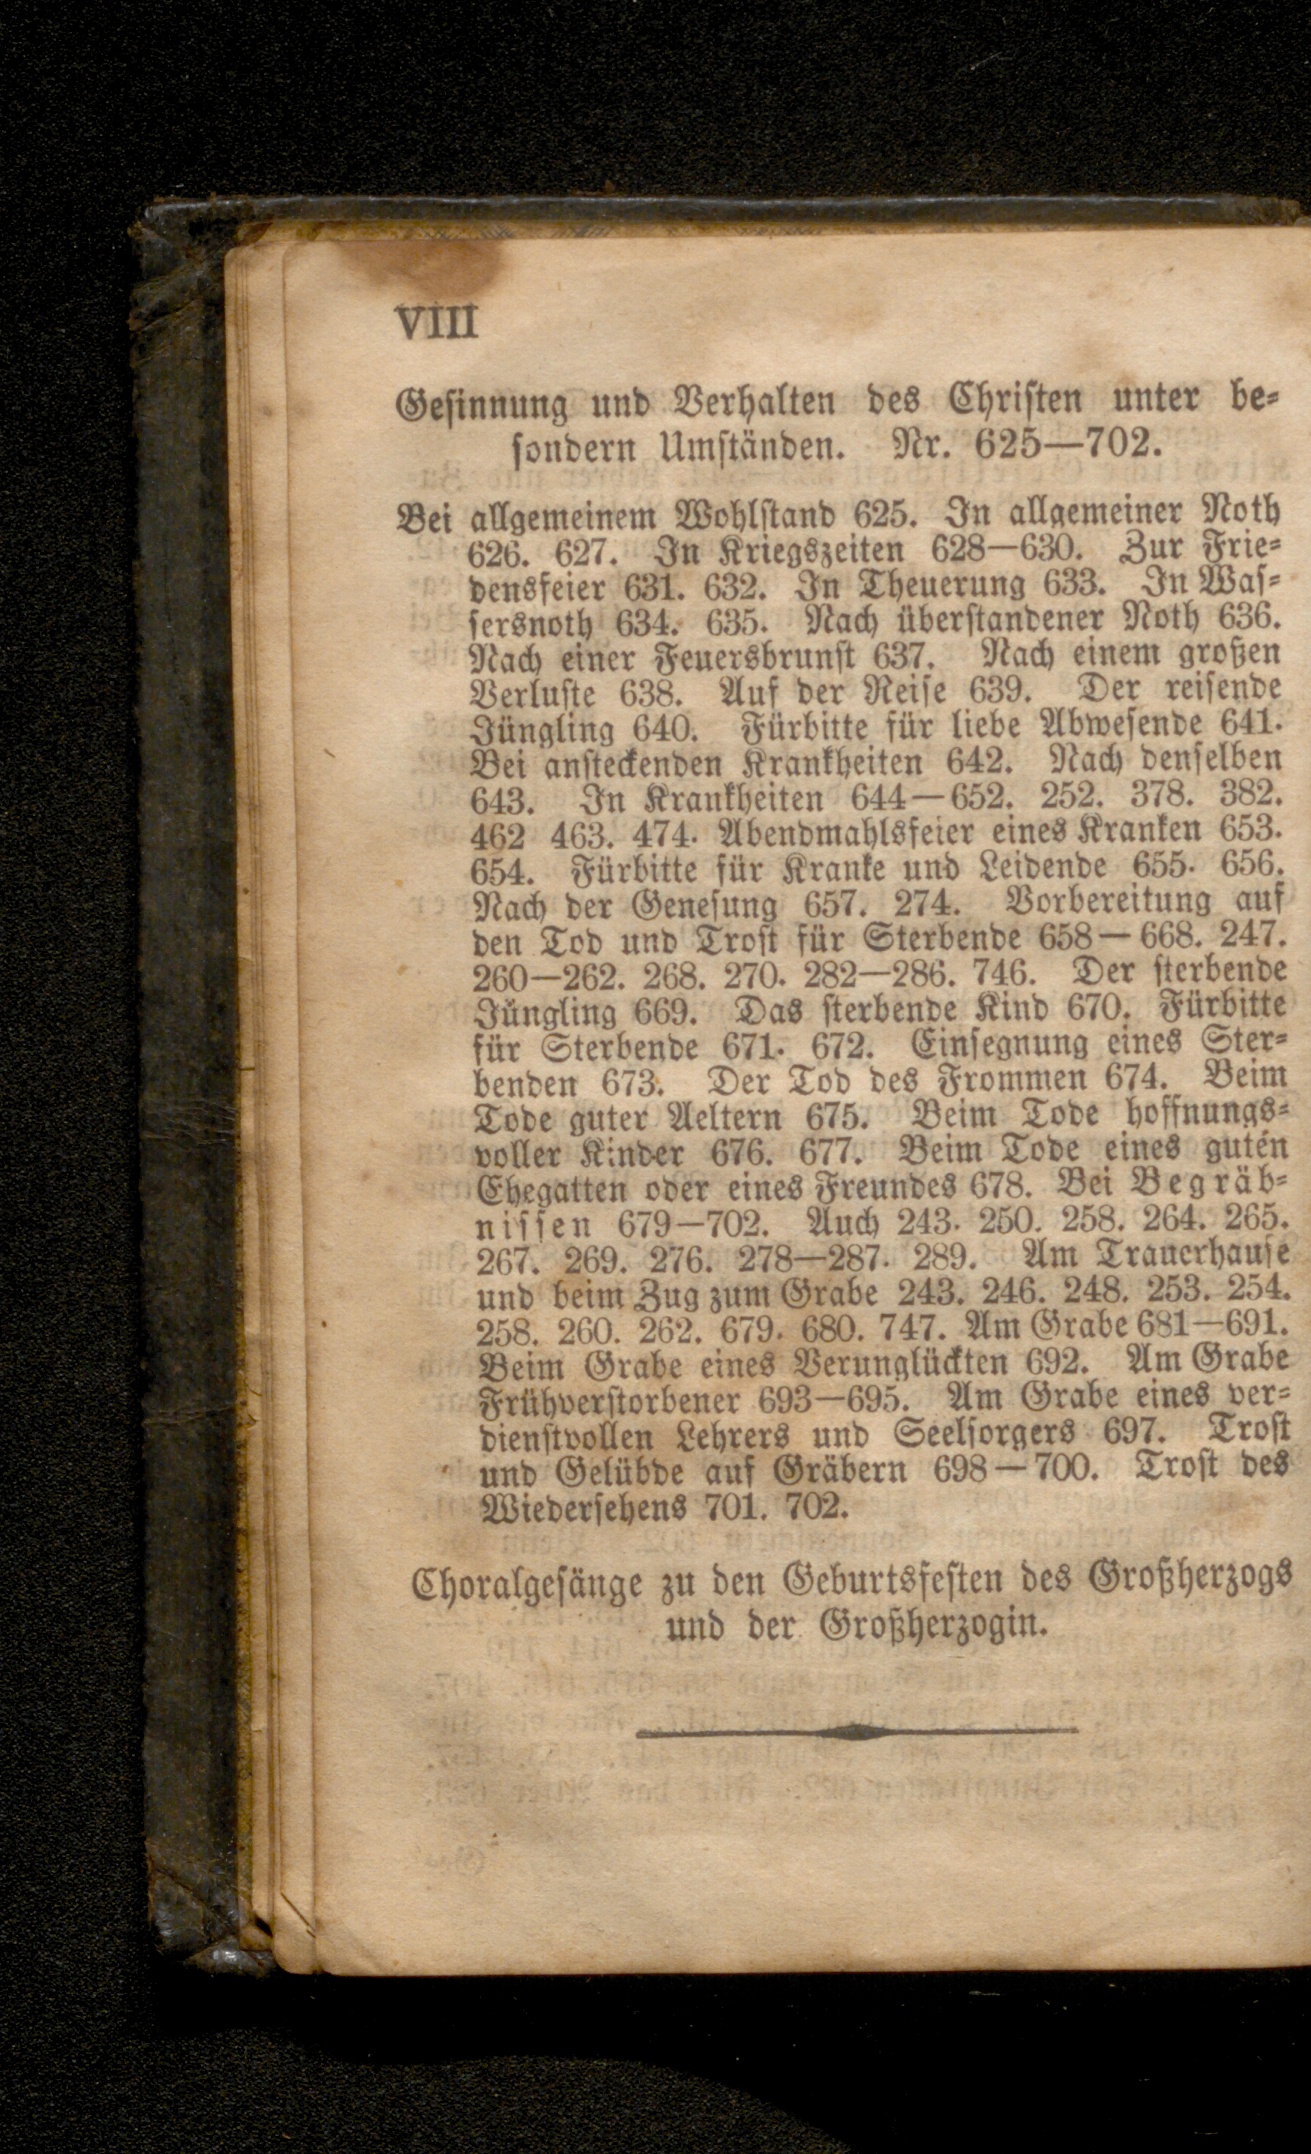 VIII
Gesinnung und Verhalten des Christen unter be-
sondern Umständen. Nr. 625—702.
Bei allgemeinem Wohlstand 625. In allgemeiner Noth
626. 627. In Kriegszeiten 628—630. Zur Frie-
densfeier 631. 632. In Theuerung 633. In Was-
sersnoth 634. 635. Nach überstandener Noth 636.
Nach einer Feuersbrunst 637. Nach einem großen
Verluste 638. Auf der Reise 639. Der reisende
Jüngling 640. Fürbitte für liebe Abwesende 641.
Bei ansteckenden Krankheiten 642. Nach denselben
643. In Krankheiten 644—652. 252. 378. 382.
462 463. 474. Abendmahlsfeier eines Kranken 653.
654. Fürbitte für Kranke und Leidende 655. 656.
Nach der Genesung 657. 274. Vorbereitung auf
den Tod und Trost für Sterbende 658—668. 247.
260—262. 268. 270. 282—286. 746. Der sterbende
Jüngling 669. Das sterbende Kind 670. Fürbitte
für Sterbende 671. 672. Einsegnung eines Ster-
benden 673. Der Tod des Frommen 674. Beim
Tode guter Aeltern 675. Beim Tode hoffnungs-
voller Kinder 676. 677. Beim Tode eines guten
Ehegatten oder eines Freundes 678. Bei Begräb-
nissen 679—702. Auch 243. 250. 258. 264. 265.
267. 269. 276. 278—287. 289. Am Trauerhause
und beim Zug zum Grabe 243. 246. 248. 253. 254.
258. 260. 262. 679. 680. 747. Am Grabe 681—691.
Beim Grabe eines Verunglückten 692. Am Grabe
Frühverstorbener 693—695. Am Grabe eines ver-
dienstvollen Lehrers und Seelsorgers 697. Trost
und Gelübde auf Gräbern 698—700. Trost des
Wiedersehens 701. 702.
Choralgesänge zu den Geburtsfesten des Großherzogs
und der Großherzogin.